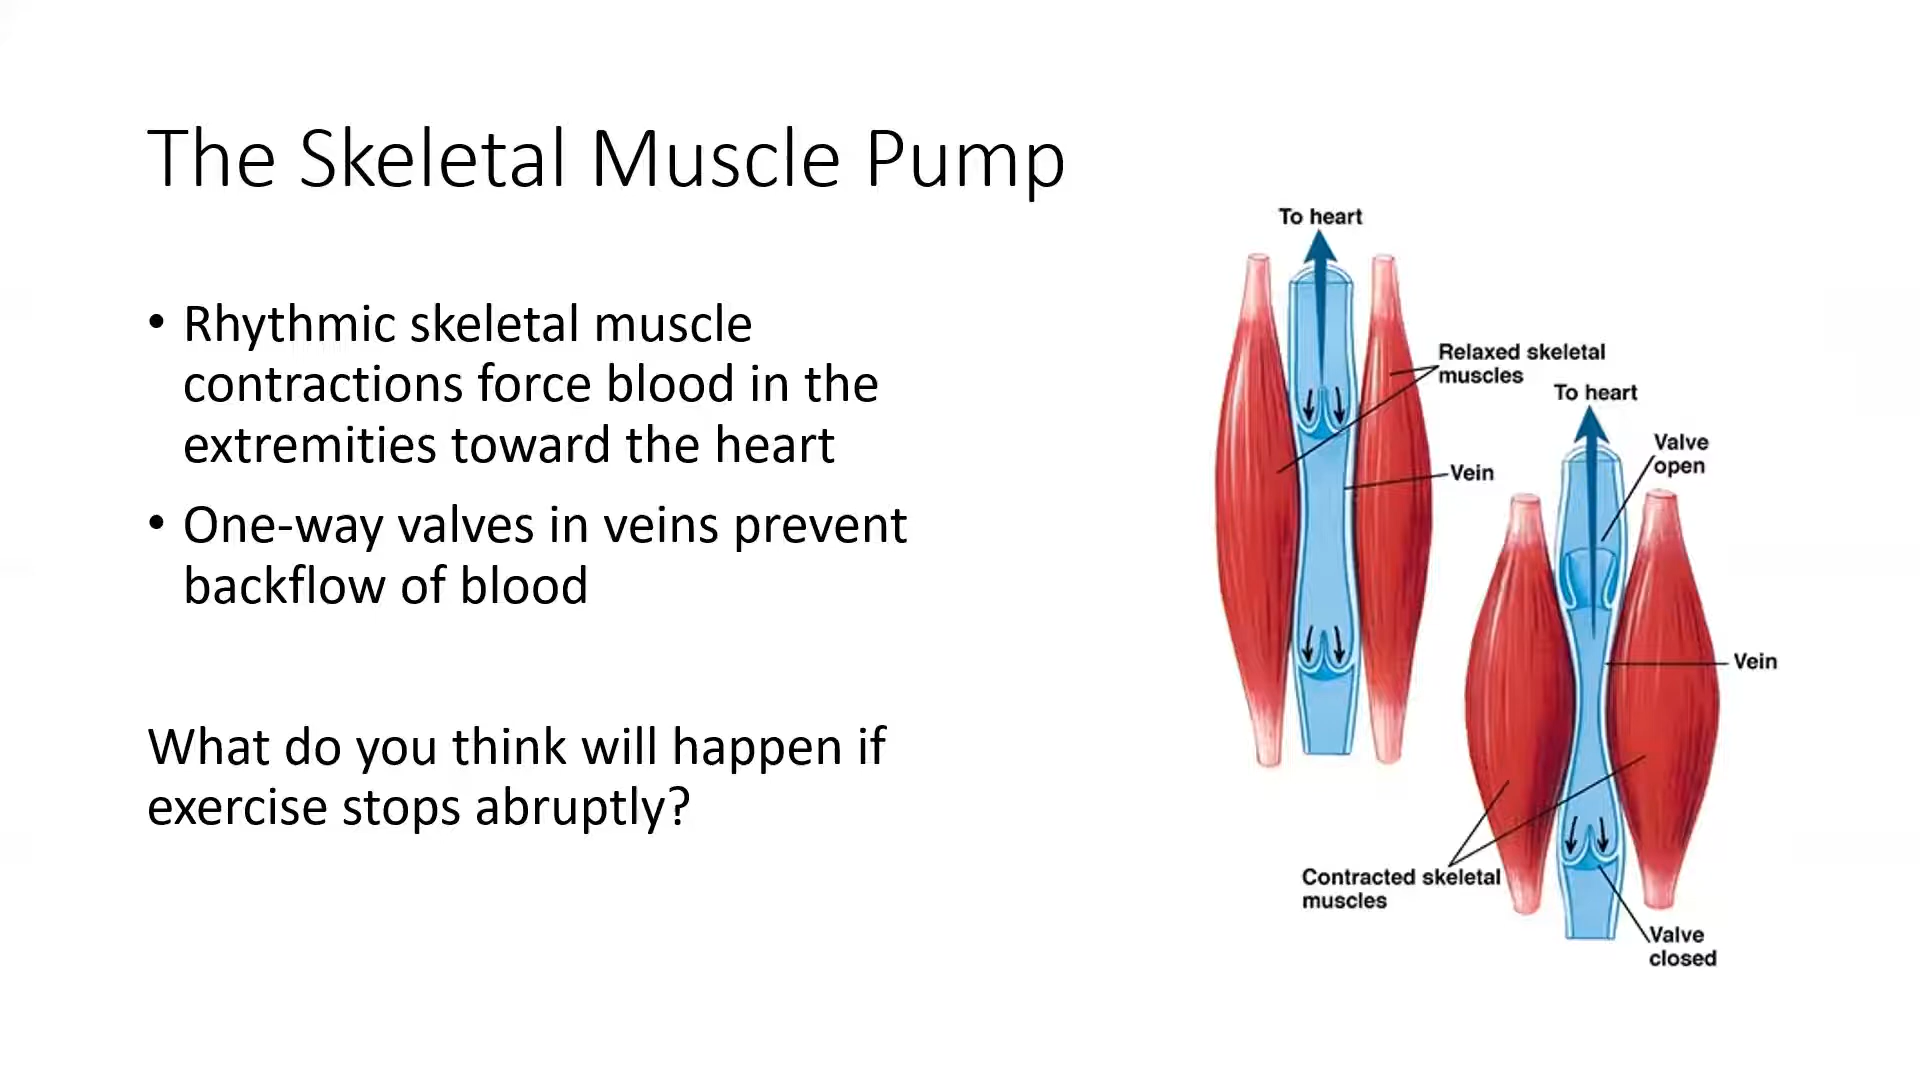 The Skeletal Muscle Pump
• Rhythmic skeletal muscle
contractions force blood in the
extremities toward the heart
• One-way valves in veins prevent
backflow of blood
What do you think will happen if
exercise stops abruptly?
To heart
Relaxed skeletal
muscles
Vein
To heart
Valve
open
Vein
Contracted skeletal
muscles
Valve
closed